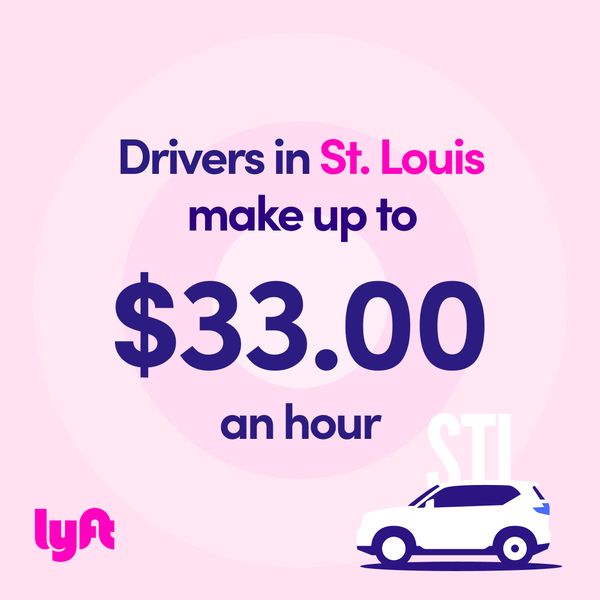 Drivers in St. Louis
make up to
$33.00
an hour
STL
lyft